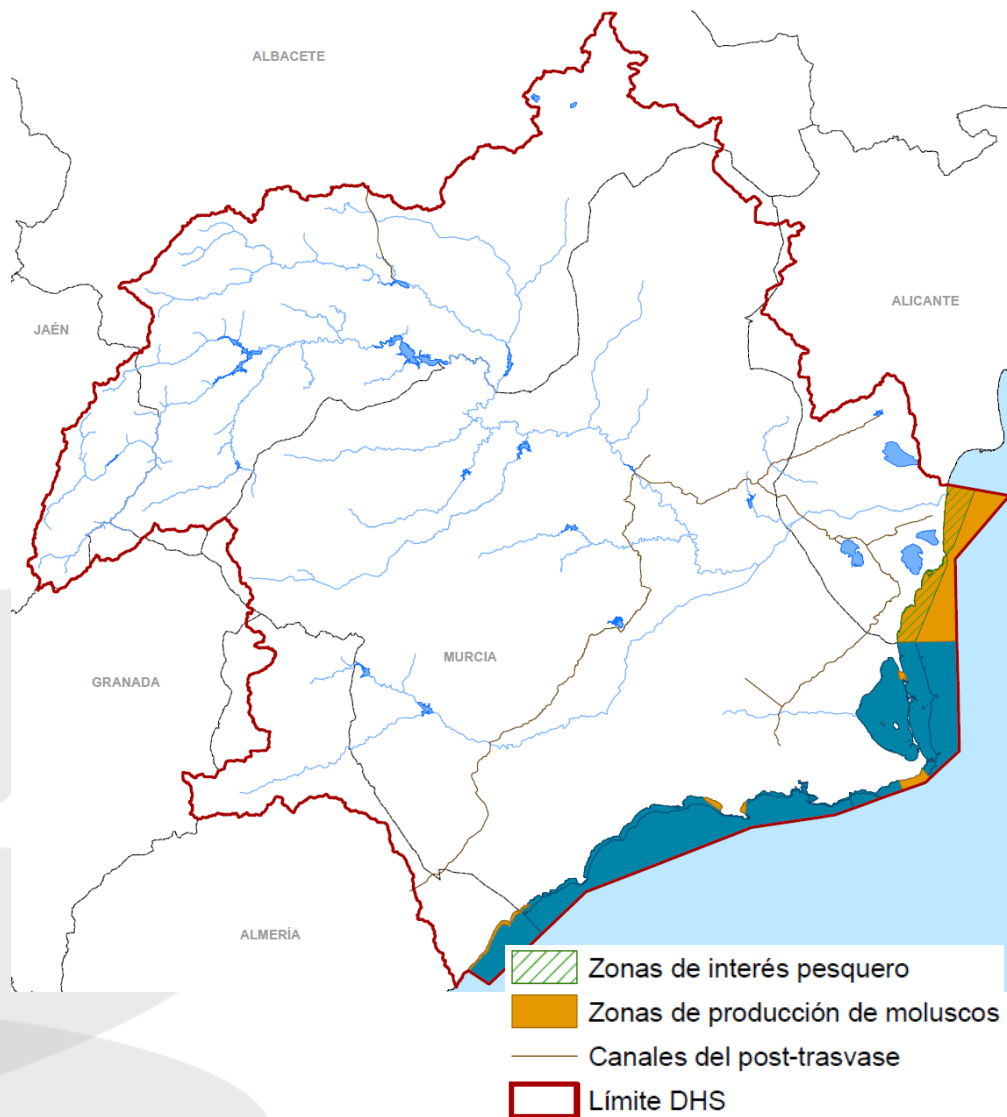 ALBACETE
ALICANTE
JAÉN
MURCIA
GRANADA
ALMERÍA
Zonas de interés pesquero
Zonas de producción de moluscos
Canales del post-trasvase
Límite DHS